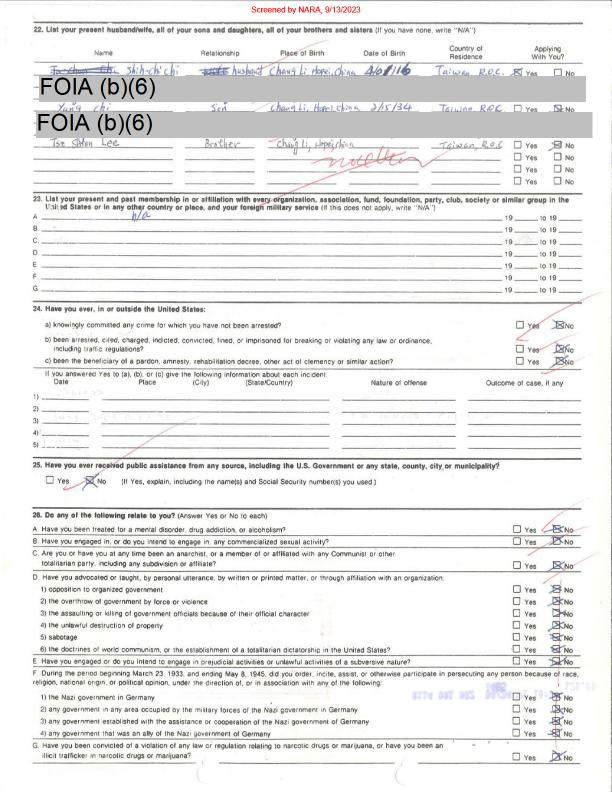 Screened by NARA, 9/13/2023
22. List your present husband/wife, all of your sons and daughters, all of your brothers and sisters (If you have none, write "N/A")
Name Relationship Place of Birth Date of Birth Country of Residence Applying With You?
Shih-chi chi husband Chang Li, Hopei, China 16 Taiwan, R.O.C. Yes No
FOIA (b)(6)
Yung chi Son Chang Li, Hopei, China 2/15/34 Taiwan, R.O.C Yes No
FOIA (b)(6)
Lee Brother Chang Li, Hopei, China Taiwan, R.O.C Yes No
Yes No
Yes No
Yes No
23. List your present and past membership in or affiliation with every organization, association, fund, foundation, party, club, society or similar group in the
United States or in any other country or place, and your foreign military service (If this does not apply, write "N/A")
A n/a 19 to 19
B. 19 to 19
C. 19 to 19
D. 19 to 19
E. 19 to 19
F. 19 to 19
G. 19 to 19
24. Have you ever, in or outside the United States:
a) knowingly committed any crime for which you have not been arrested? Yes No
b) been arrested, cited, charged, indicted, convicted, fined, or imprisoned for breaking or violating any law or ordinance,
including traffic regulations? Yes No
c) been the beneficiary of a pardon, amnesty, rehabilitation decree, other act of clemency or similar action? Yes No
If you answered Yes to (a), (b), or (c) give the following information about each incident:
Date Place (City) (State/Country) Nature of offense Outcome of case, if any
1)
2)
3)
4)
5)
25. Have you ever received public assistance from any source, including the U.S. Government or any state, county, city or municipality?
Yes No (If Yes, explain, including the name(s) and Social Security number(s) you used.)
26. Do any of the following relate to you? (Answer Yes or No to each)
A. Have you been treated for a mental disorder, drug addiction, or alcoholism? Yes No
B. Have you engaged in, or do you intend to engage in, any commercialized sexual activity? Yes No
C. Are you or have you at any time been an anarchist, or a member of or affiliated with any Communist or other
totalitarian party, including any subdivision or affiliate? Yes No
D. Have you advocated or taught, by personal utterance, by written or printed matter, or through affiliation with an organization:
1) opposition to organized government Yes No
2) the overthrow of government by force or violence Yes No
3) the assaulting or killing of government officials because of their official character Yes No
4) the unlawful destruction of property Yes No
5) sabotage Yes No
6) the doctrines of world communism, or the establishment of a totalitarian dictatorship in the United States? Yes No
E. Have you engaged or do you intend to engage in prejudicial activities or unlawful activities of a subversive nature? Yes No
F. During the period beginning March 23, 1933, and ending May 8, 1945, did you order, incite, assist, or otherwise participate in persecuting any person because of race,
religion, national origin, or political opinion, under the direction of, or in association with any of the following:
1) the Nazi government in Germany Yes No
2) any government in any area occupied by the military forces of the Nazi government in Germany Yes No
3) any government established with the assistance or cooperation of the Nazi government of Germany Yes No
4) any government that was an ally of the Nazi government of Germany Yes No
G. Have you been convicted of a violation of any law or regulation relating to narcotic drugs or marijuana, or have you been an
illicit trafficker in narcotic drugs or marijuana? Yes No